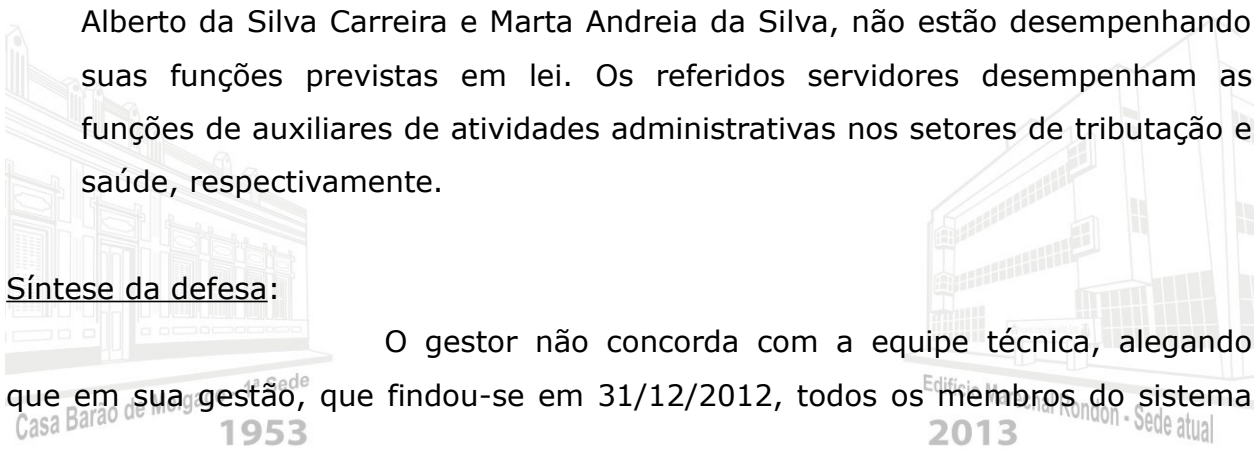 Alberto da Silva Carreira e Marta Andreia da Silva, não estão desempenhando
suas funções previstas em lei. Os referidos servidores desempenham as
funções de auxiliares de atividades administrativas nos setores de tributação e
saúde, respectivamente.
Síntese da defesa:
O gestor não concorda com a equipe técnica, alegando
que em sua gestão, que findou-se em 31/12/2012, todos os membros do sistema
Casa Barão de
1ª Sede
1953
Rondon - Sede atual
2013